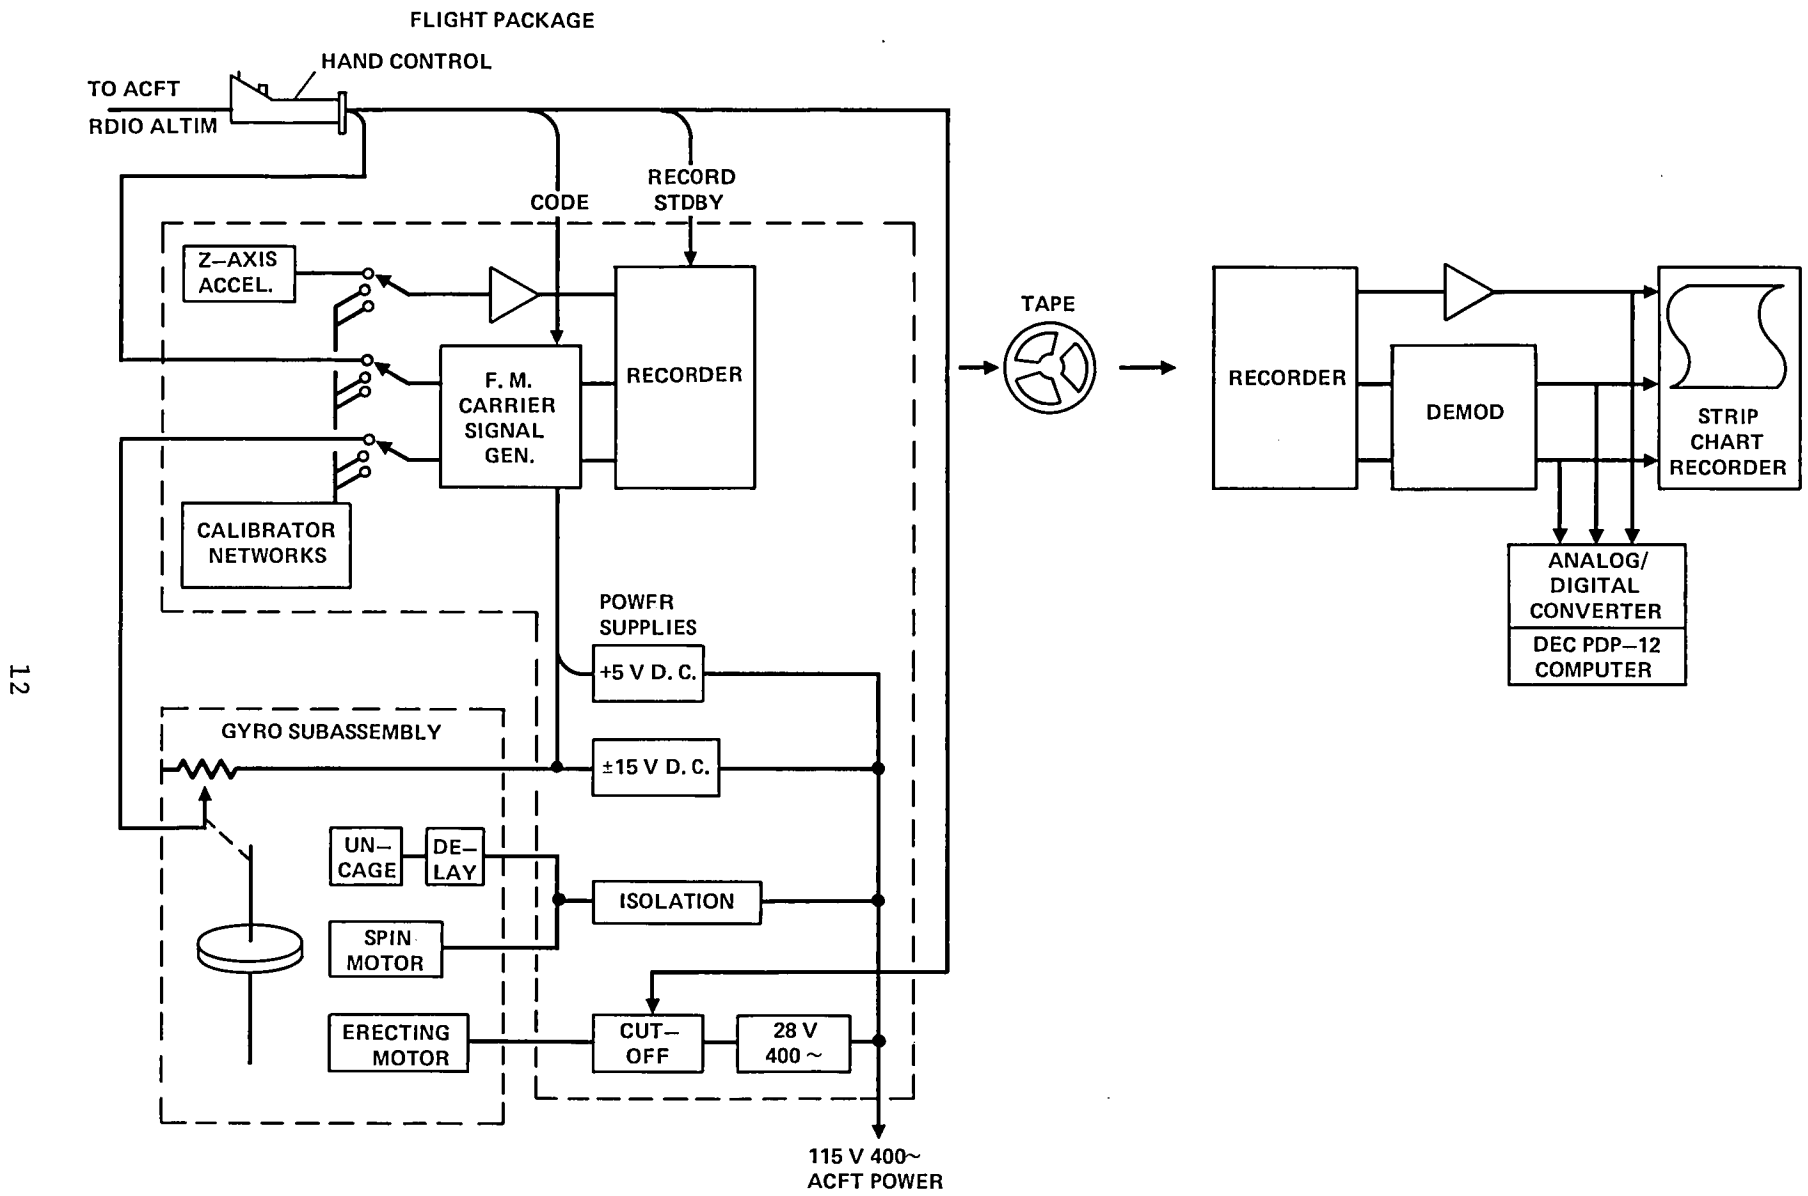 FLIGHT PACKAGE
HAND CONTROL
TO ACFT
RDIO ALTIM
RECORD
STDBY
CODE
Z–AXIS
ACCEL.
F. M.
CARRIER
SIGNAL
GEN.
RECORDER
CALIBRATOR
NETWORKS
TAPE
RECORDER
DEMOD
STRIP
CHART
RECORDER
ANALOG/
DIGITAL
CONVERTER
DEC PDP–12
COMPUTER
POWER
SUPPLIES
+5 V D. C.
±15 V D. C.
GYRO SUBASSEMBLY
UN–
CAGE
DE–
LAY
ISOLATION
SPIN
MOTOR
ERECTING
MOTOR
CUT–
OFF
28 V
400 ~
115 V 400~
ACFT POWER
12